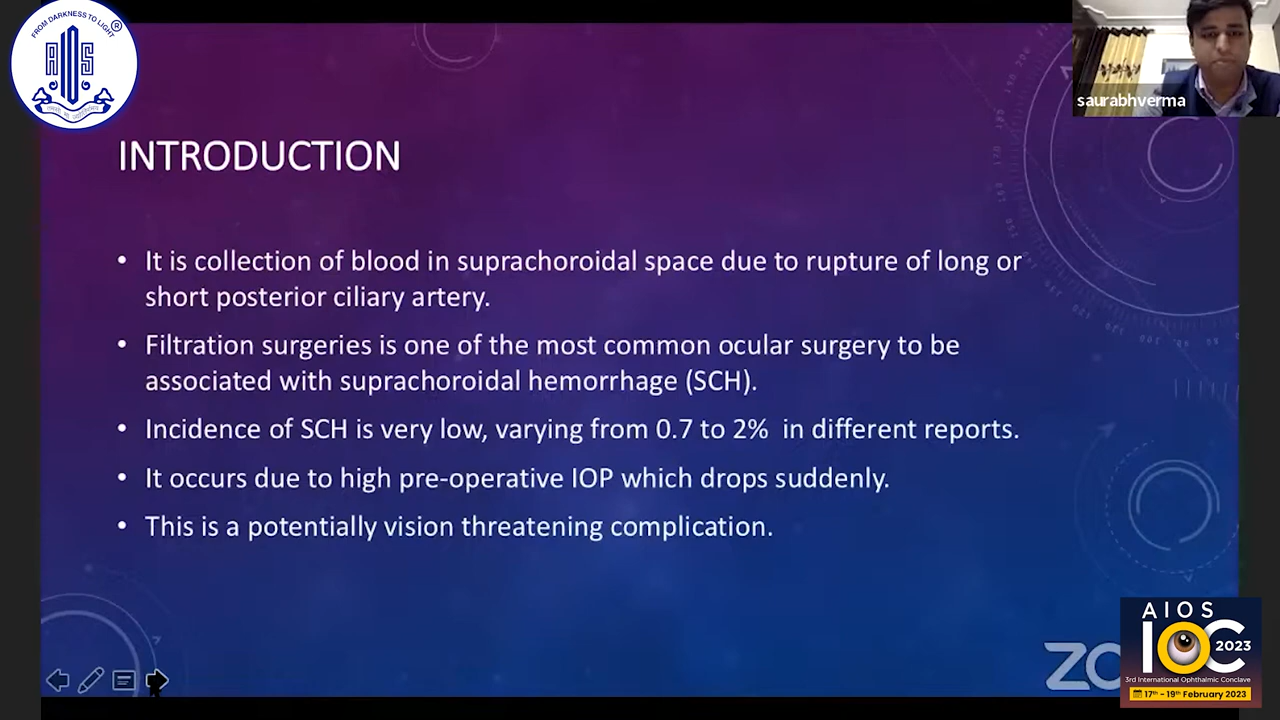 FROM DARKNESS TO LIGHT
®
AIOS
saurabhverma
INTRODUCTION
• It is collection of blood in suprachoroidal space due to rupture of long or
short posterior ciliary artery.
• Filtration surgeries is one of the most common ocular surgery to be
associated with suprachoroidal hemorrhage (SCH).
• Incidence of SCH is very low, varying from 0.7 to 2%  in different reports.
• It occurs due to high pre-operative IOP which drops suddenly.
• This is a potentially vision threatening complication.
AIOS
IOC 2023
3rd International Ophthalmic Conclave
17th - 19th February 2023